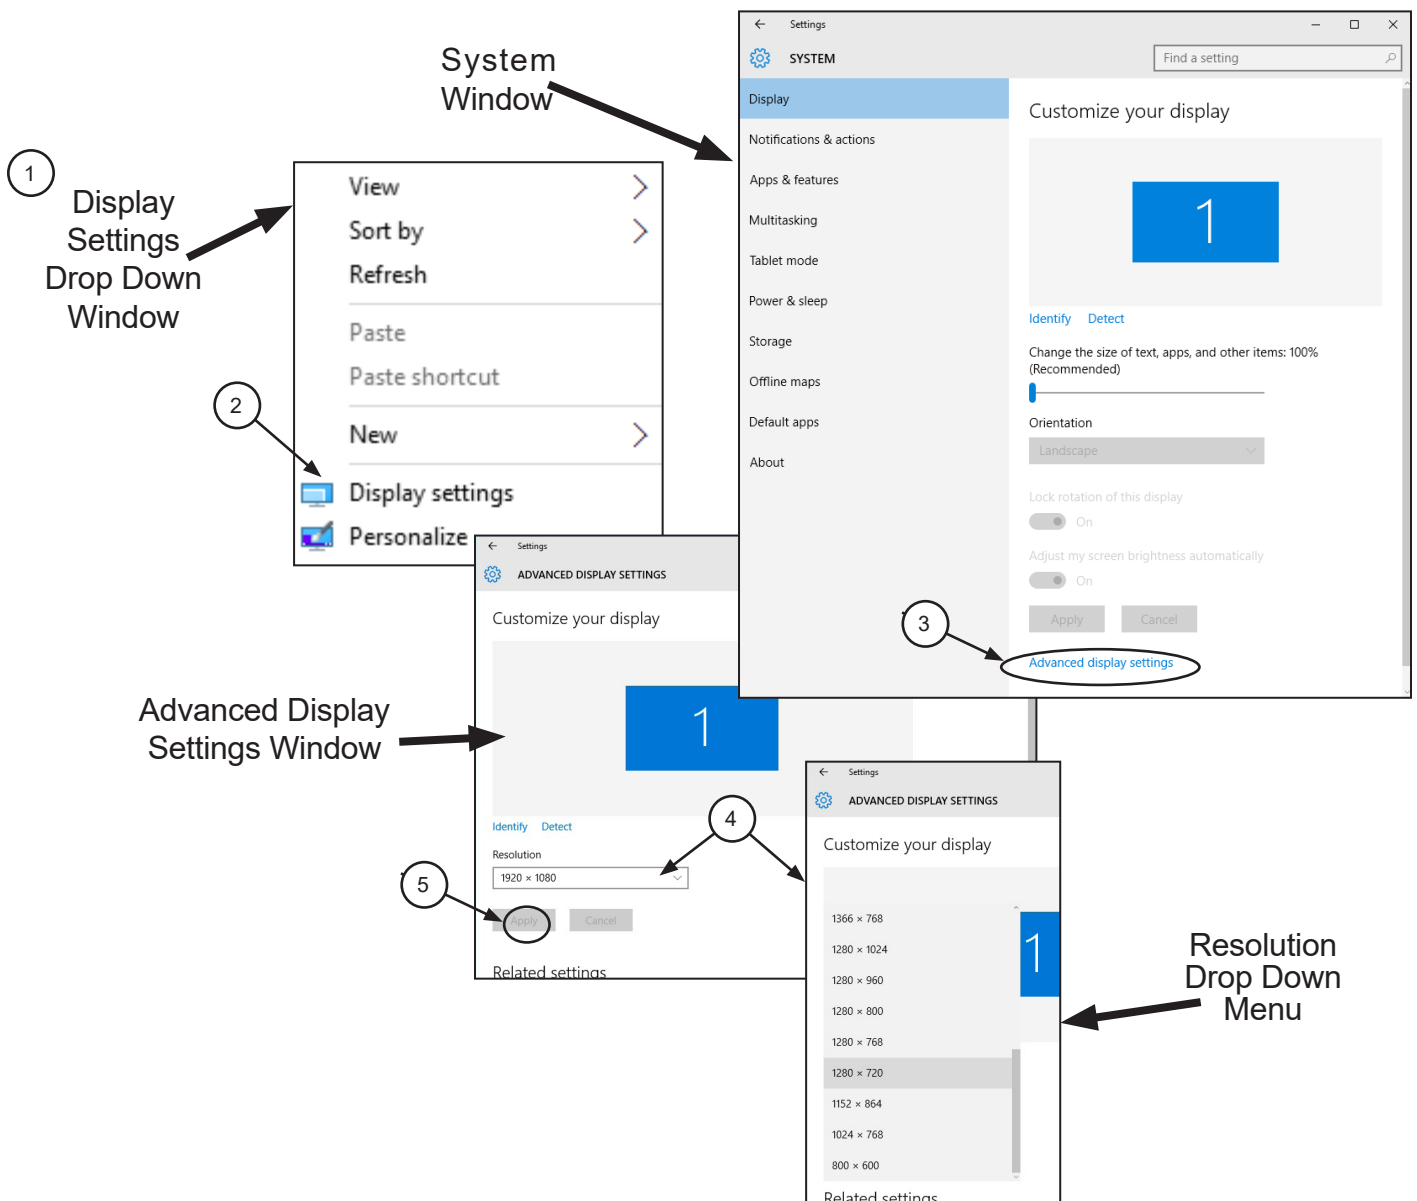 System
Window
1
Display
Settings
Drop Down
Window
View
Sort by
Refresh
Paste
Paste shortcut
New
2
Display settings
Personalize
Settings
SYSTEM
Find a setting
Display
Notifications & actions
Apps & features
Multitasking
Tablet mode
Power & sleep
Storage
Offline maps
Default apps
About
Customize your display
1
Identify Detect
Change the size of text, apps, and other items: 100%
(Recommended)
Orientation
Landscape
Lock rotation of this display
On
Adjust my screen brightness automatically
On
Apply Cancel
3
Advanced display settings
Advanced Display
Settings Window
Settings
ADVANCED DISPLAY SETTINGS
Customize your display
1
Identify Detect
4
Resolution
1920 × 1080
5
Apply Cancel
Related settings
Settings
ADVANCED DISPLAY SETTINGS
Customize your display
1
1366 × 768
1280 × 1024
1280 × 960
1280 × 800
1280 × 768
1280 × 720
1152 × 864
1024 × 768
800 × 600
Related settings
Resolution
Drop Down
Menu